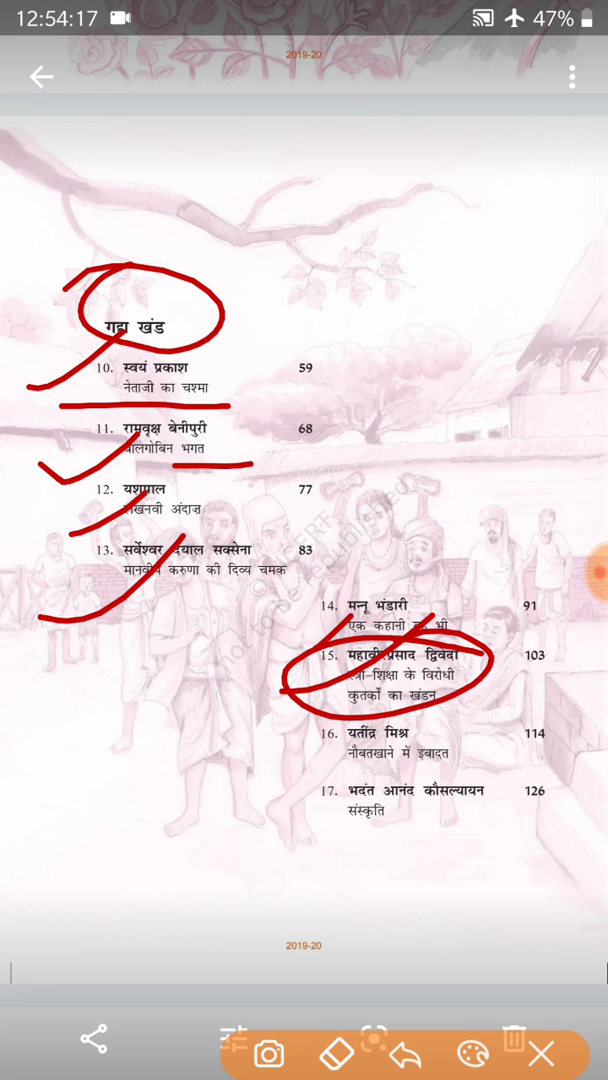 12:54:17
47%
2019-20
गद्य खंड
10. स्वयं प्रकाश 59
नेताजी का चश्मा
11. रामवृक्ष बेनीपुरी 68
बालगोबिन भगत
12. यशपाल 77
लखनवी अंदाज़
13. सर्वेश्वर दयाल सक्सेना 83
मानवीय करुणा की दिव्य चमक
14. मन्नू भंडारी 91
एक कहानी यह भी
15. महावीरप्रसाद द्विवेदी 103
स्त्री-शिक्षा के विरोधी
कुतर्कों का खंडन
16. यतींद्र मिश्र 114
नौबतखाने में इबादत
17. भदंत आनंद कौसल्यायन 126
संस्कृति
2019-20